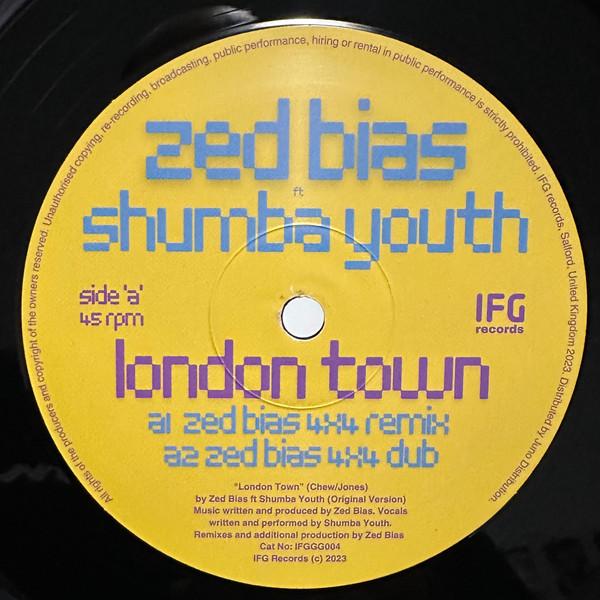 All rights of the producers and copyright of the owners reserved. Unauthorised copying, re-recording, broadcasting, public performance, hiring or rental in public performance is strictly prohibited. IFG records, Salford, United Kingdom 2023. Distributed by Juno Distribution.
zed bias
ft
shumba youth
side 'a'
45 rpm
IFG
records
london town
a1 zed bias 4x4 remix
a2 zed bias 4x4 dub
"London Town" (Chew/Jones)
by Zed Bias ft Shumba Youth (Original Version)
Music written and produced by Zed Bias. Vocals
written and performed by Shumba Youth.
Remixes and additional production by Zed Bias
Cat No: IFGGG004
IFG Records (c) 2023